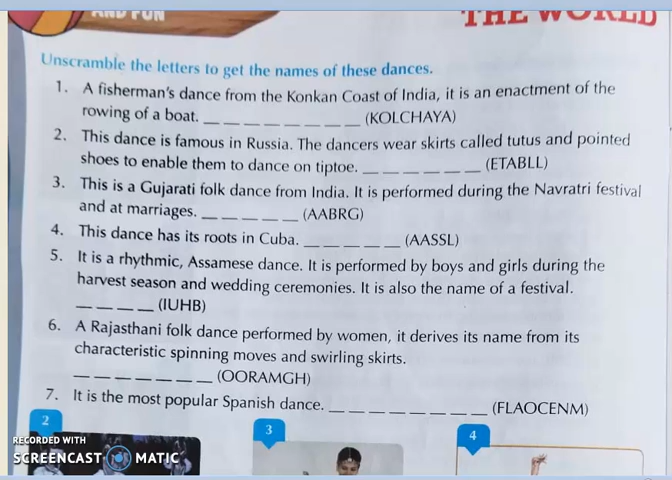 AND FUN
THE WORLD
Unscramble the letters to get the names of these dances.
1. A fisherman's dance from the Konkan Coast of India, it is an enactment of the
rowing of a boat. _ _ _ _ _ _ _ _ (KOLCHAYA)
2. This dance is famous in Russia. The dancers wear skirts called tutus and pointed
shoes to enable them to dance on tiptoe. _ _ _ _ _ _ (ETABLL)
3. This is a Gujarati folk dance from India. It is performed during the Navratri festival
and at marriages. _ _ _ _ _ (AABRG)
4. This dance has its roots in Cuba. _ _ _ _ _ (AASSL)
5. It is a rhythmic, Assamese dance. It is performed by boys and girls during the
harvest season and wedding ceremonies. It is also the name of a festival.
_ _ _ _ (IUHB)
6. A Rajasthani folk dance performed by women, it derives its name from its
characteristic spinning moves and swirling skirts.
_ _ _ _ _ _ _ (OORAMGH)
7. It is the most popular Spanish dance. _ _ _ _ _ _ _ _ (FLAOCENM)
2
3
4
RECORDED WITH
SCREENCAST MATIC